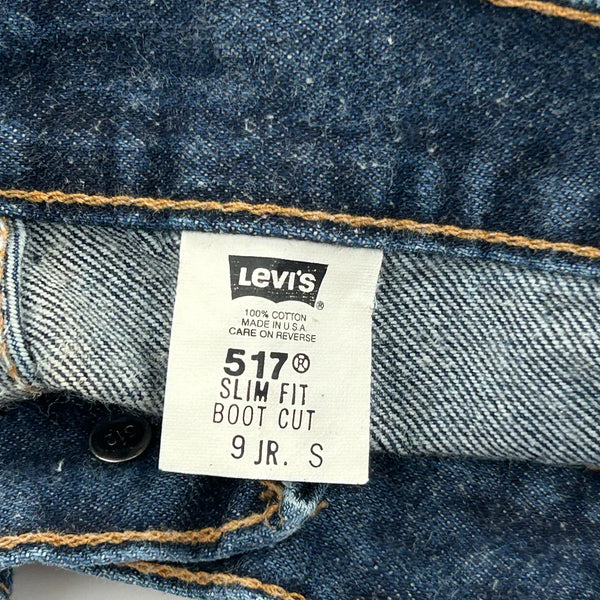 Levi's ®
100% COTTON
MADE IN U.S.A.
CARE ON REVERSE
517®
SLIM FIT
BOOT CUT
9 JR. S